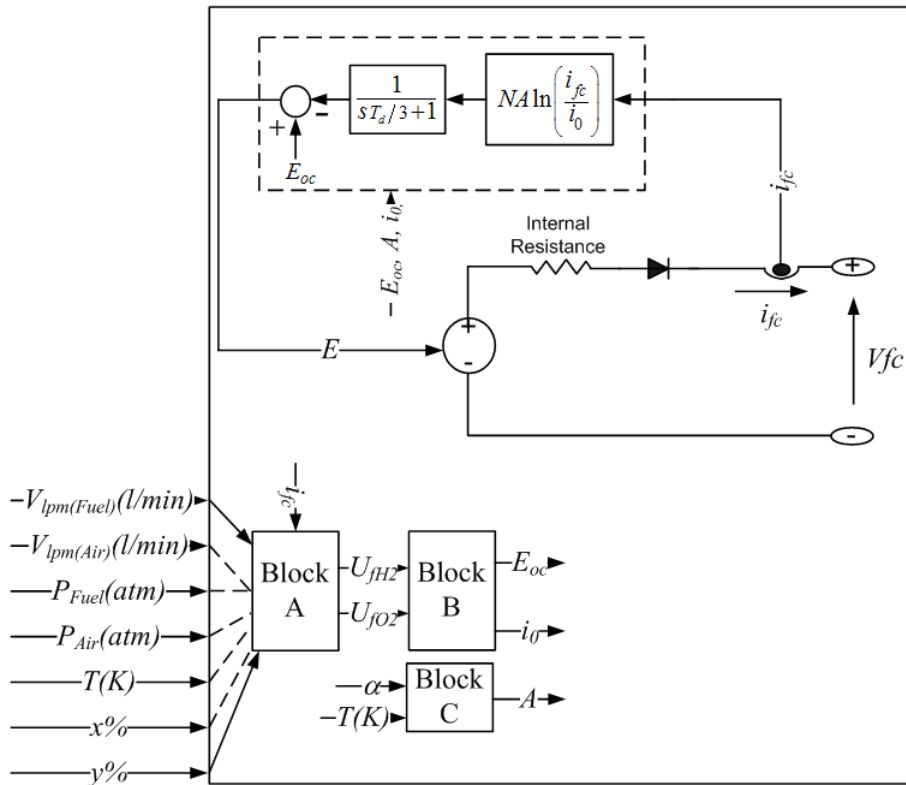 1
sT_d/3+1
NA ln(i_fc/i_0)
+
−
E_oc
i_fc
− E_oc, A, i_0,
Internal
Resistance
+
i_fc
+
E
-
Vfc
-
−V_lpm(Fuel)(l/min)
−V_lpm(Air)(l/min)
P_Fuel(atm)
P_Air(atm)
T(K)
x%
y%
i_fc
Block
A
U_fH2
U_fO2
Block
B
E_oc
i_0
α
−T(K)
Block
C
A